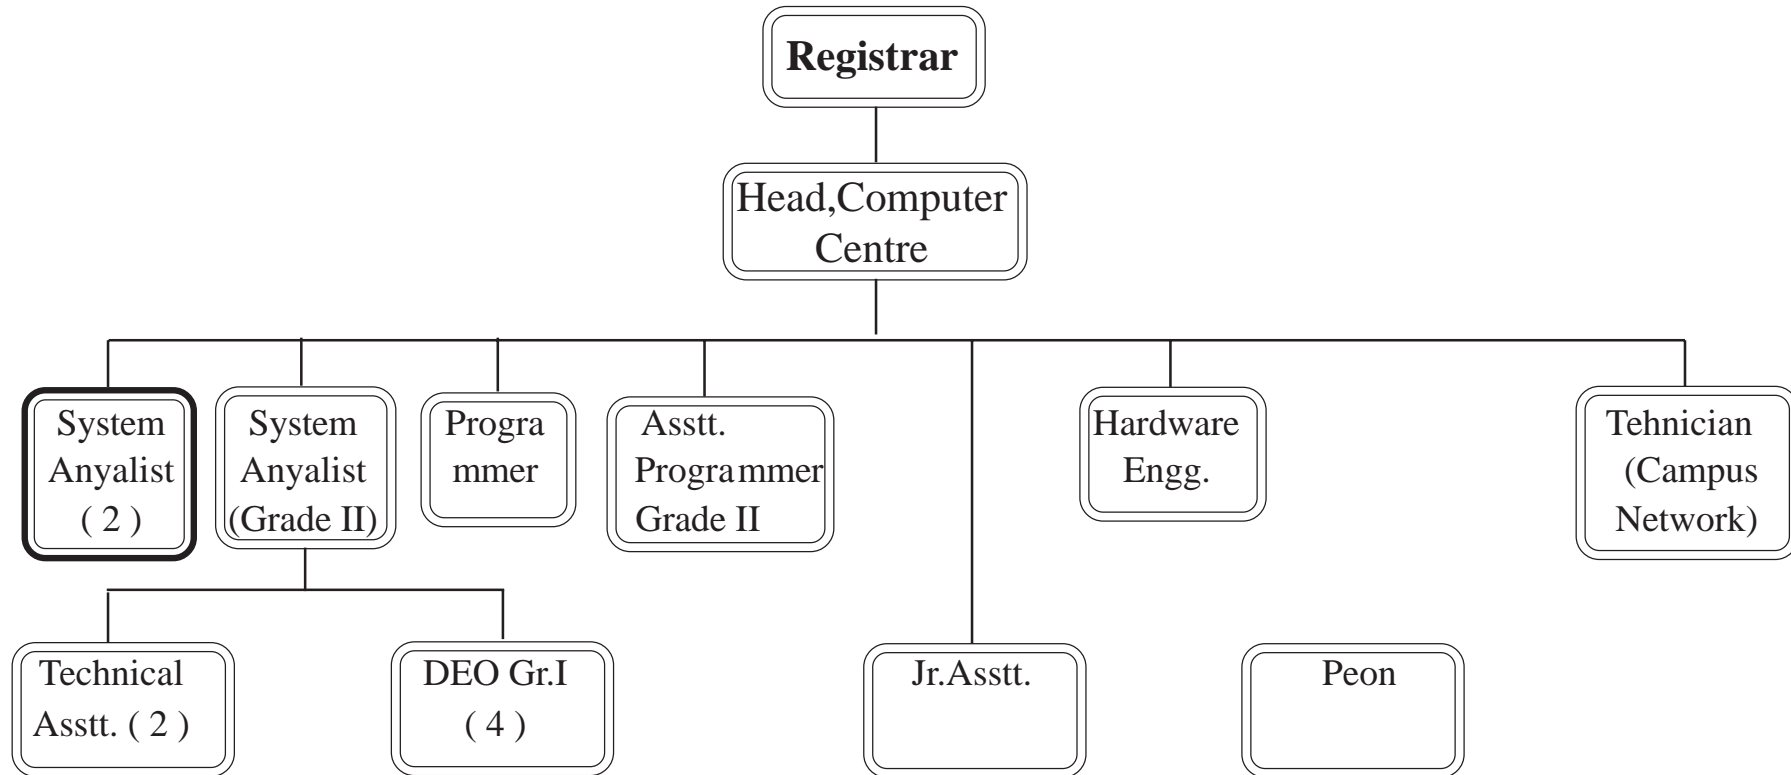 Registrar
Head,Computer
Centre
System
Anyalist
( 2 )
System
Anyalist
(Grade II)
Progra
mmer
Asstt.
Programmer
Grade II
Hardware
Engg.
Tehnician
(Campus
Network)
Technical
Asstt. ( 2 )
DEO Gr.I
( 4 )
Jr.Asstt.
Peon